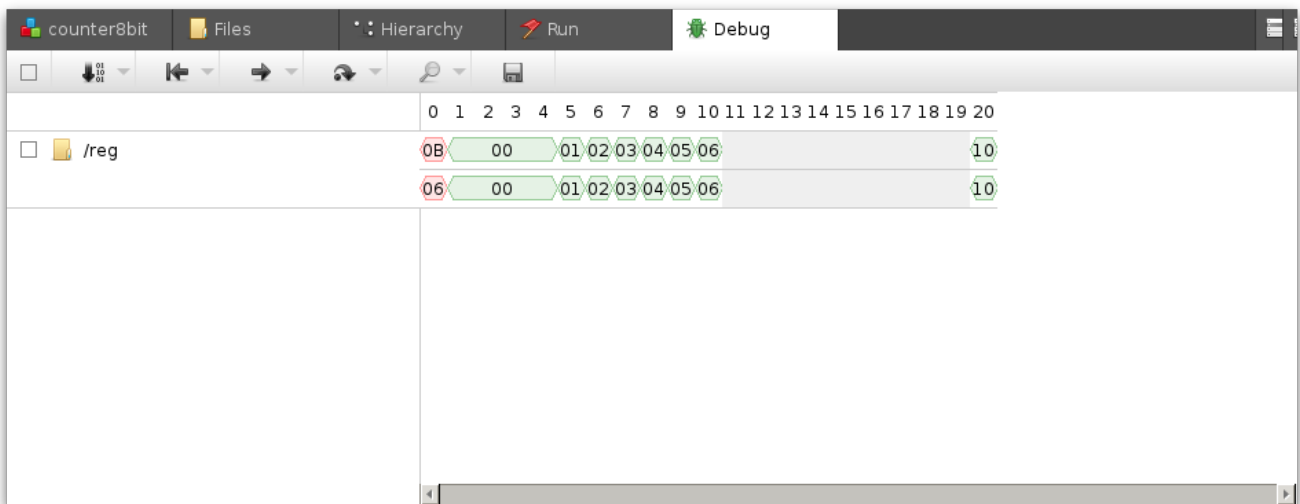 counter8bit Files Hierarchy Run Debug
0 1 2 3 4 5 6 7 8 9 10 11 12 13 14 15 16 17 18 19 20
/reg 0B 00 01 02 03 04 05 06 10
06 00 01 02 03 04 05 06 10